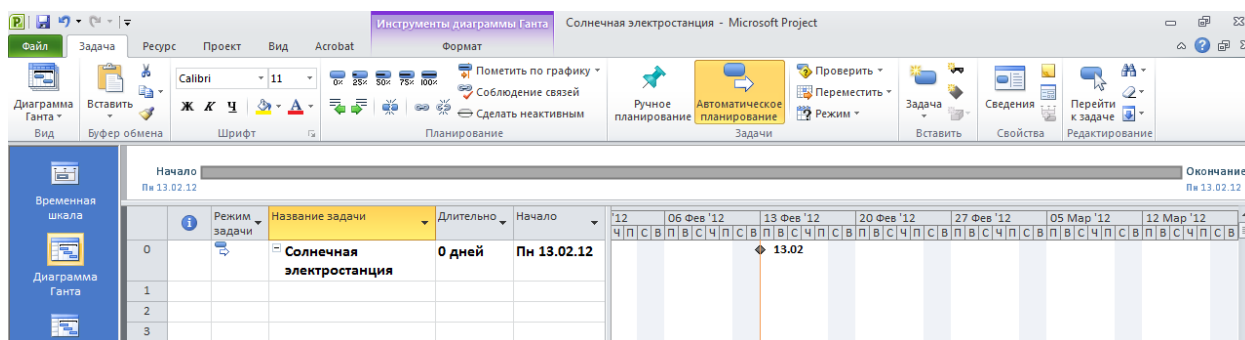 Инструменты диаграммы Ганта
Солнечная электростанция - Microsoft Project
Файл Задача Ресурс Проект Вид Acrobat Формат
Диаграмма Ганта
Вид
Вставить
Буфер обмена
Calibri 11
Ж К Ч А
Шрифт
0× 25× 50× 75× 100×
Пометить по графику
Соблюдение связей
Сделать неактивным
Планирование
Ручное планирование
Автоматическое планирование
Проверить
Переместить
Режим
Задачи
Задача
Вставить
Сведения
Свойства
Перейти к задаче
Редактирование
Начало
Пн 13.02.12
Окончание
Пн 13.02.12
Временная шкала
Диаграмма Ганта
Режим задачи Название задачи Длительно Начало
'12 06 Фев '12 13 Фев '12 20 Фев '12 27 Фев '12 05 Мар '12 12 Мар '12
Ч П С В П В С Ч П С В П В С Ч П С В П В С Ч П С В П В С Ч П С В П В С Ч П С В П В С Ч П С В
0 Солнечная электростанция 0 дней Пн 13.02.12
13.02
1
2
3